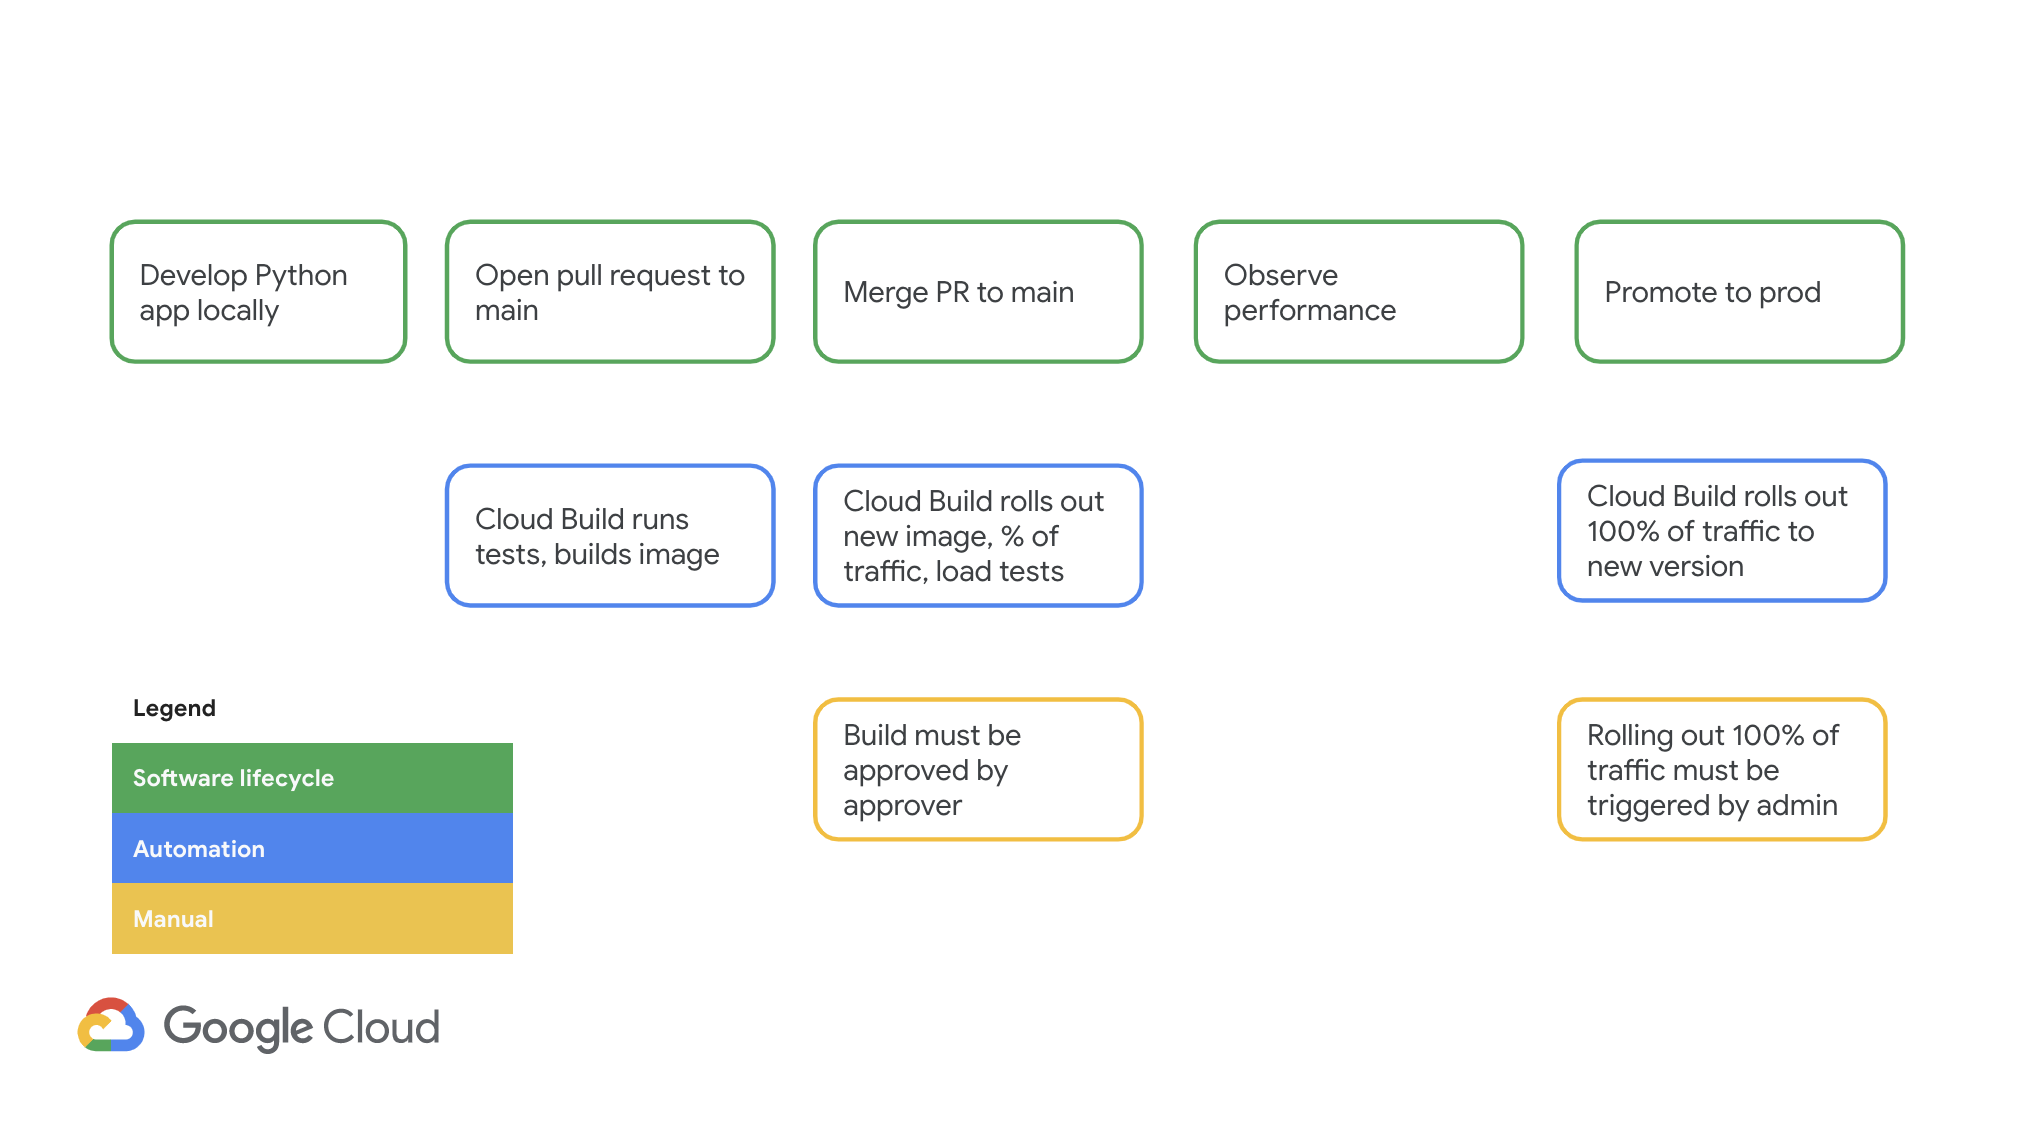 Develop Python
app locally
Open pull request to
main
Merge PR to main
Observe
performance
Promote to prod
Cloud Build runs
tests, builds image
Cloud Build rolls out
new image, % of
traffic, load tests
Cloud Build rolls out
100% of traffic to
new version
Build must be
approved by
approver
Rolling out 100% of
traffic must be
triggered by admin
Legend
Software lifecycle
Automation
Manual
Google Cloud